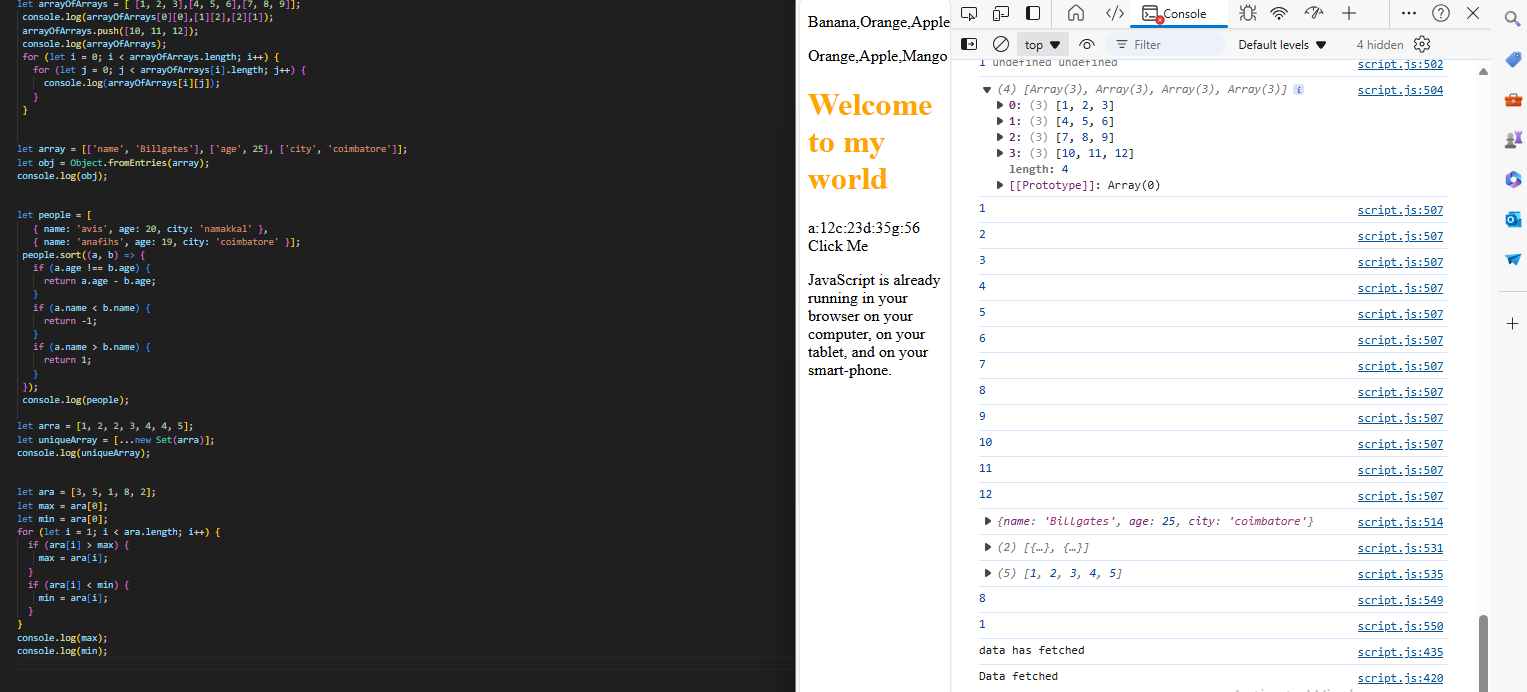 let arrayOfArrays = [ [1, 2, 3],[4, 5, 6],[7, 8, 9]];
console.log(arrayOfArrays[0][0],[1][2],[2][1]);
arrayOfArrays.push([10, 11, 12]);
console.log(arrayOfArrays);
for (let i = 0; i < arrayOfArrays.length; i++) {
for (let j = 0; j < arrayOfArrays[i].length; j++) {
console.log(arrayOfArrays[i][j]);
}
}
let array = [['name', 'Billgates'], ['age', 25], ['city', 'coimbatore']];
let obj = Object.fromEntries(array);
console.log(obj);
let people = [
{ name: 'avis', age: 20, city: 'namakkal' },
{ name: 'anafihs', age: 19, city: 'coimbatore' }];
people.sort((a, b) => {
if (a.age !== b.age) {
return a.age - b.age;
}
if (a.name < b.name) {
return -1;
}
if (a.name > b.name) {
return 1;
}
});
console.log(people);
let arra = [1, 2, 2, 3, 4, 4, 5];
let uniqueArray = [...new Set(arra)];
console.log(uniqueArray);
let ara = [3, 5, 1, 8, 2];
let max = ara[0];
let min = ara[0];
for (let i = 1; i < ara.length; i++) {
if (ara[i] > max) {
max = ara[i];
}
if (ara[i] < min) {
min = ara[i];
}
}
console.log(max);
console.log(min);
Banana,Orange,Apple
Orange,Apple,Mango
Welcome
to my
world
a:12c:23d:35g:56
Click Me
JavaScript is already
running in your
browser on your
computer, on your
tablet, and on your
smart-phone.
Console
top Filter Default levels 4 hidden
1 undefined undefined script.js:502
(4) [Array(3), Array(3), Array(3), Array(3)] i script.js:504
0: (3) [1, 2, 3]
1: (3) [4, 5, 6]
2: (3) [7, 8, 9]
3: (3) [10, 11, 12]
length: 4
[[Prototype]]: Array(0)
1 script.js:507
2 script.js:507
3 script.js:507
4 script.js:507
5 script.js:507
6 script.js:507
7 script.js:507
8 script.js:507
9 script.js:507
10 script.js:507
11 script.js:507
12 script.js:507
{name: 'Billgates', age: 25, city: 'coimbatore'} script.js:514
(2) [{…}, {…}] script.js:531
(5) [1, 2, 3, 4, 5] script.js:535
8 script.js:549
1 script.js:550
data has fetched script.js:435
Data fetched script.js:420